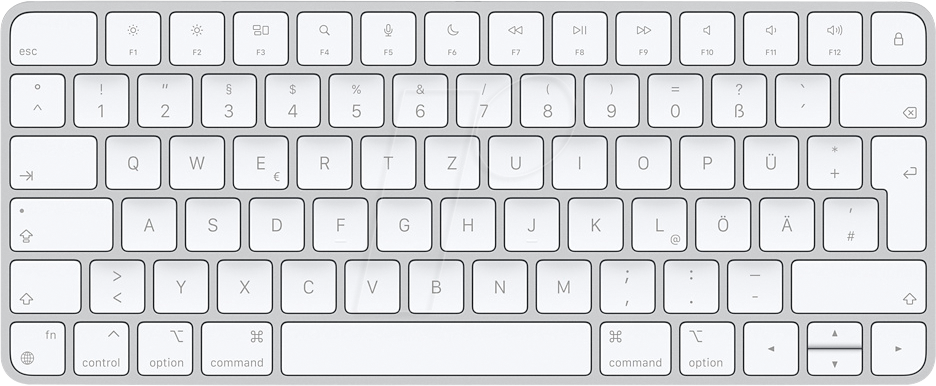 esc F1 F2 F3 F4 F5 F6 F7 F8 F9 F10 F11 F12
° ! " § $ % & / ( ) = ? `
^ 1 2 3 4 5 6 7 8 9 0 ß ´
Q W E € R T Z U I O P Ü * +
A S D F G H J K L @ Ö Ä ' #
> < Y X C V B N M ; , : . — -
fn control option command command option